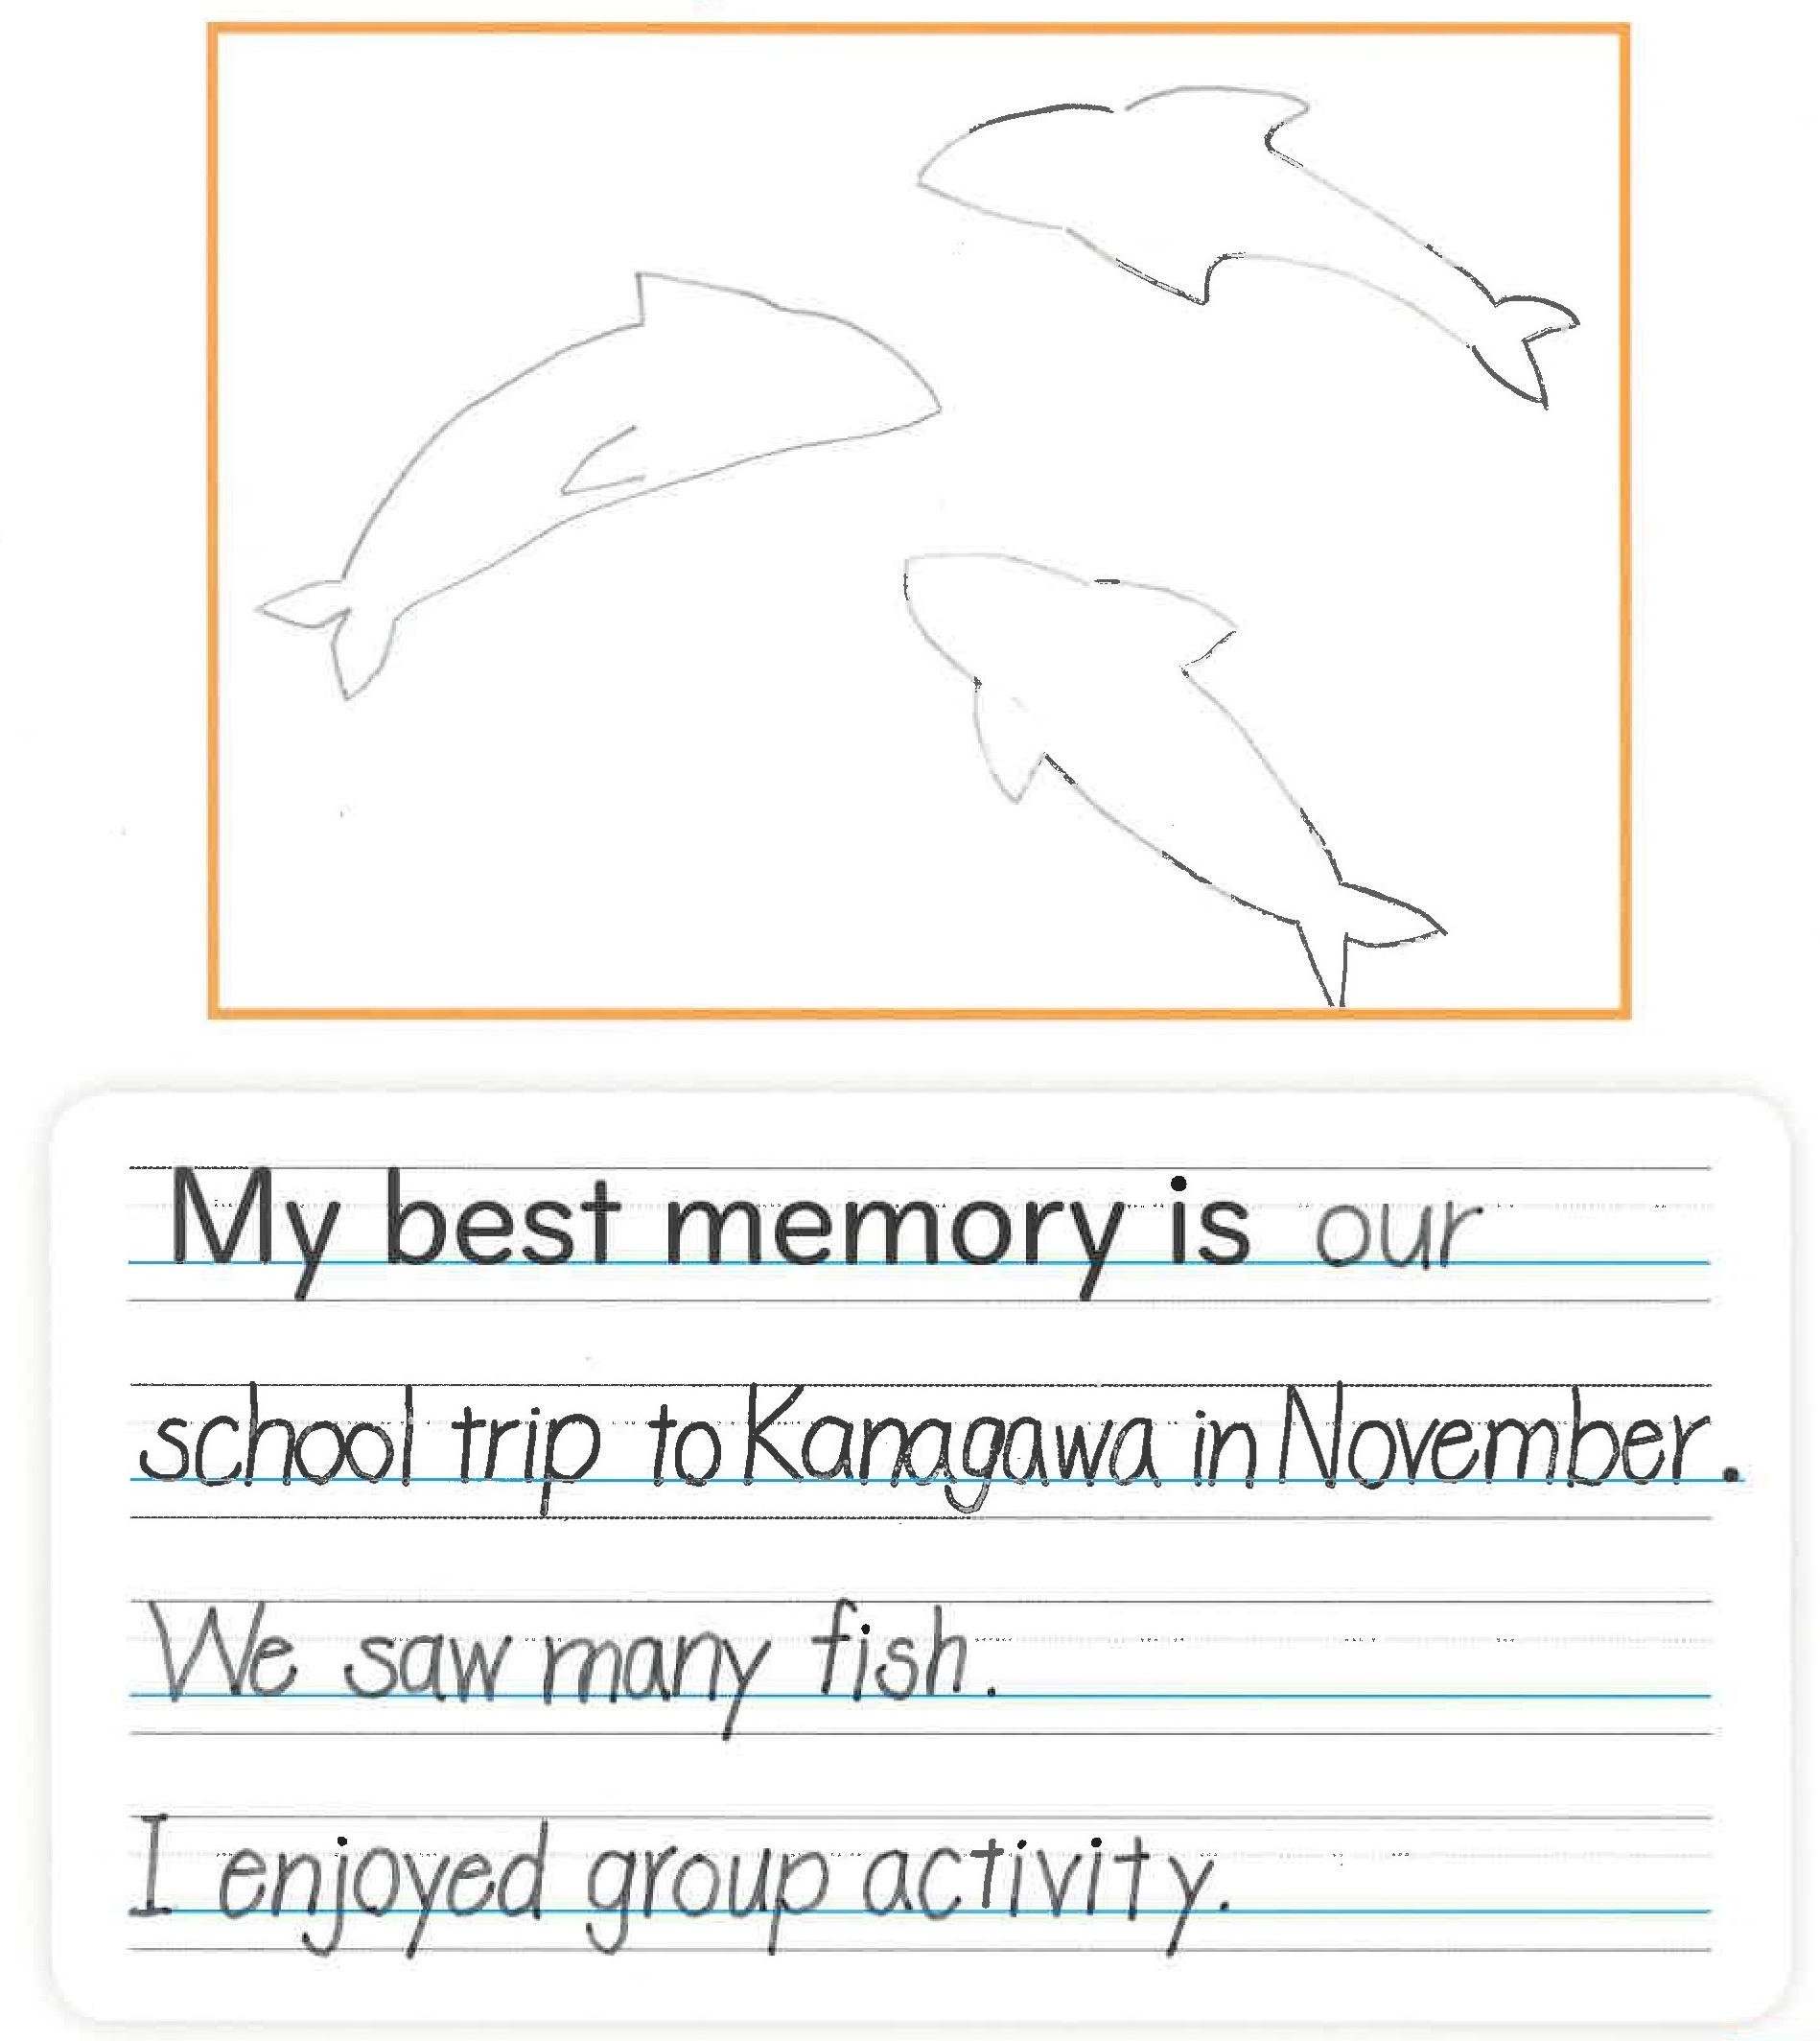 My best memory is our
school trip to Kanagawa in November.
We saw many fish.
I enjoyed group activity.